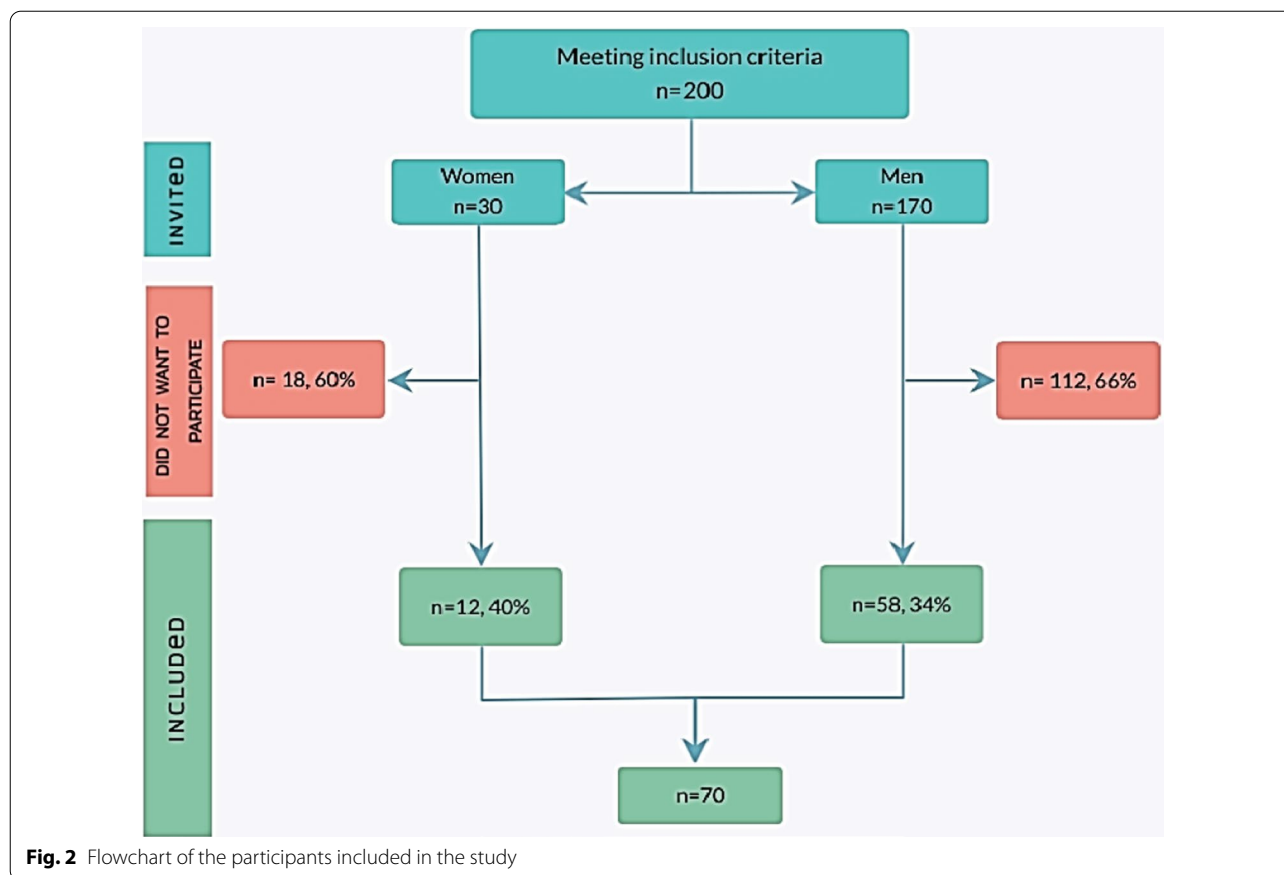 Meeting inclusion criteria
n=200
INVITeD
Women
n=30
Men
n=170
DID NOT WANT TO
PARTICIPATE
n= 18, 60%
n= 112, 66%
INCLUDeD
n=12, 40%
n=58, 34%
n=70
Fig. 2 Flowchart of the participants included in the study